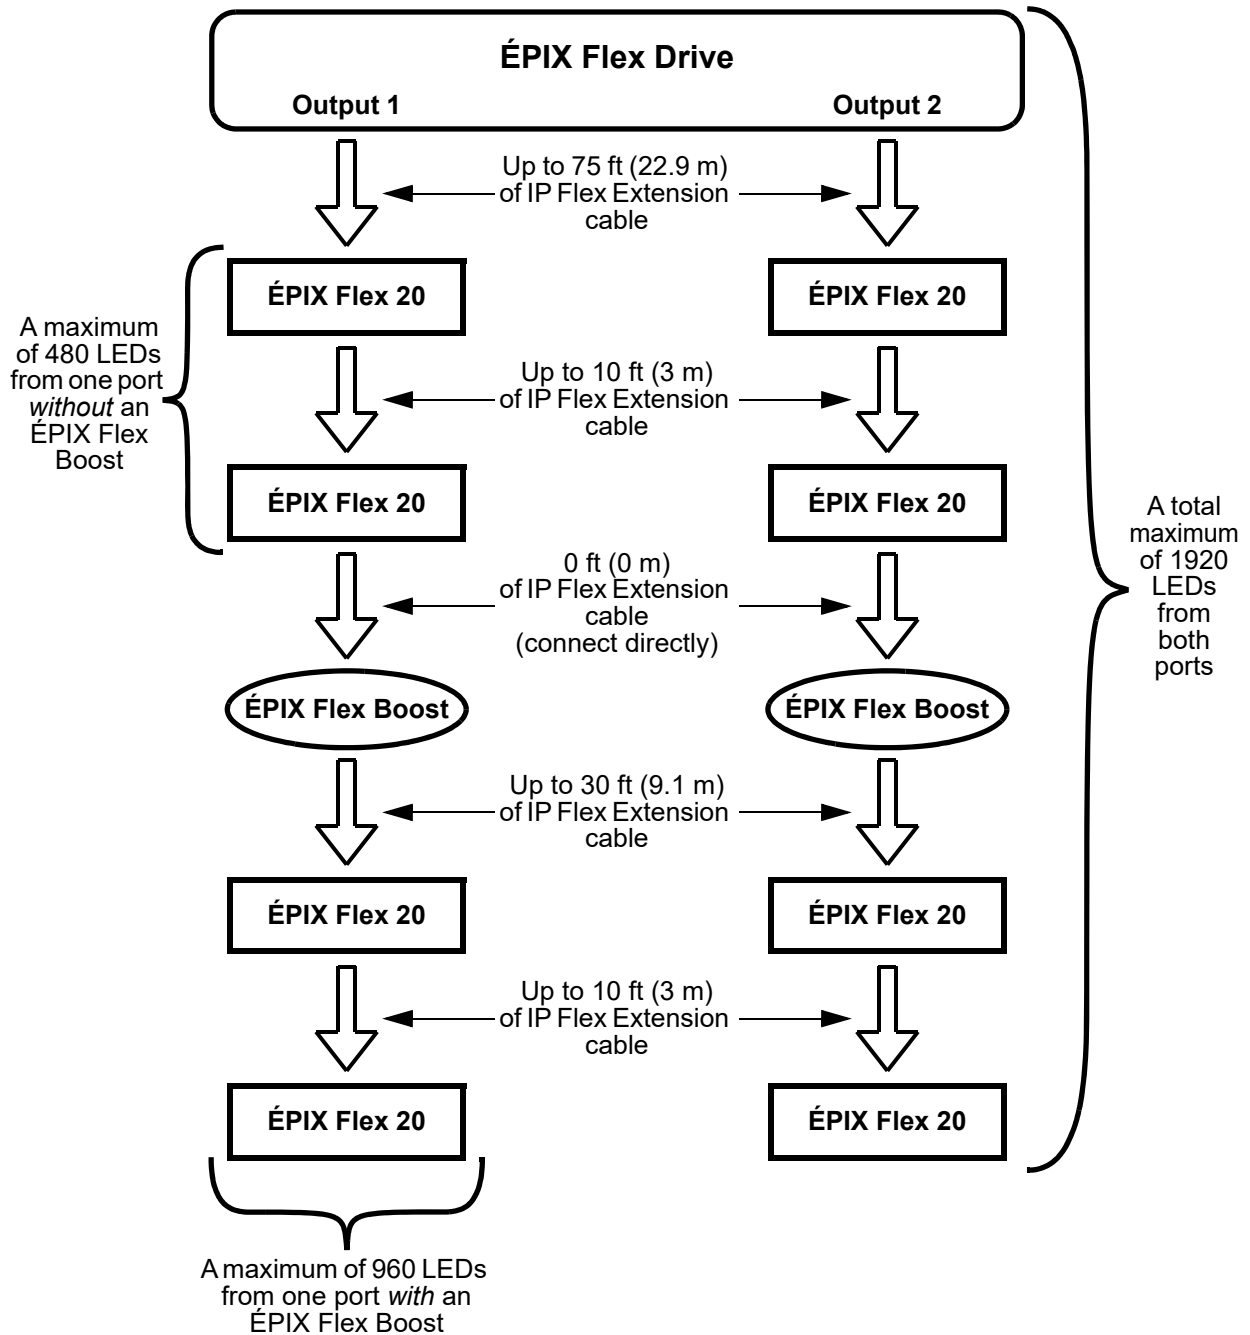 ÉPIX Flex Drive
Output 1
Output 2
Up to 75 ft (22.9 m)
of IP Flex Extension
cable
ÉPIX Flex 20
ÉPIX Flex 20
A maximum
of 480 LEDs
from one port
without an
ÉPIX Flex
Boost
Up to 10 ft (3 m)
of IP Flex Extension
cable
ÉPIX Flex 20
ÉPIX Flex 20
A total
maximum
of 1920
LEDs
from
both
ports
0 ft (0 m)
of IP Flex Extension
cable
(connect directly)
ÉPIX Flex Boost
ÉPIX Flex Boost
Up to 30 ft (9.1 m)
of IP Flex Extension
cable
ÉPIX Flex 20
ÉPIX Flex 20
Up to 10 ft (3 m)
of IP Flex Extension
cable
ÉPIX Flex 20
ÉPIX Flex 20
A maximum of 960 LEDs
from one port with an
ÉPIX Flex Boost